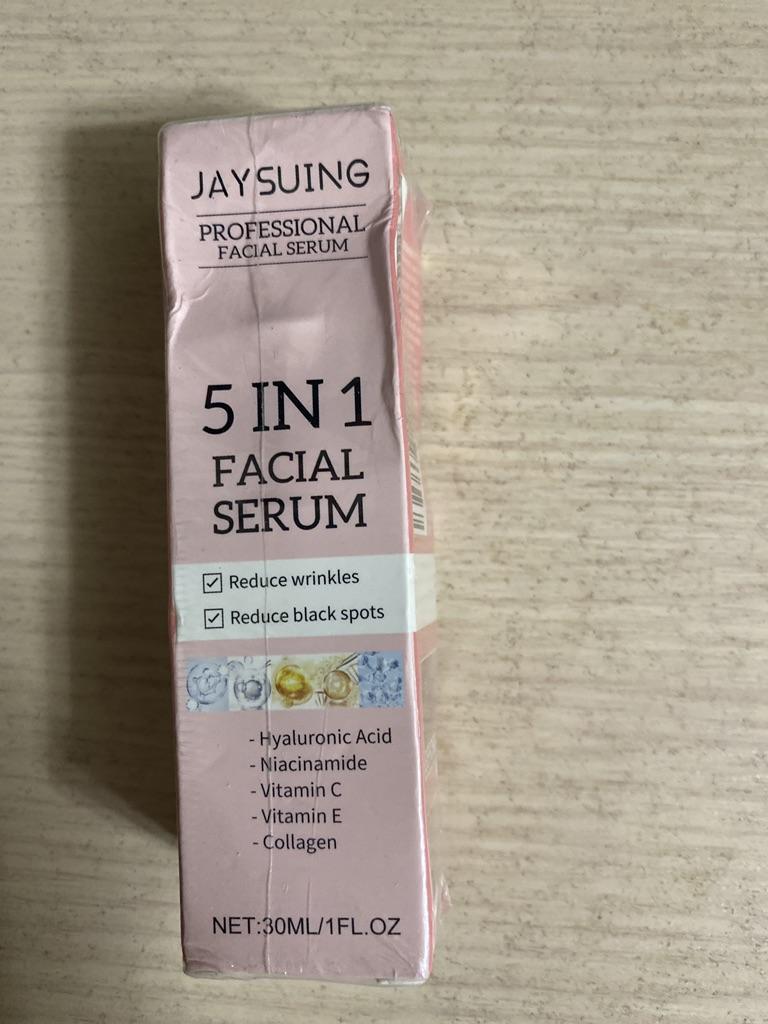 JAYSUING
PROFESSIONAL
FACIAL SERUM
5 IN 1
FACIAL
SERUM
Reduce wrinkles
Reduce black spots
- Hyaluronic Acid
- Niacinamide
- Vitamin C
- Vitamin E
- Collagen
NET:30ML/1FL.OZ